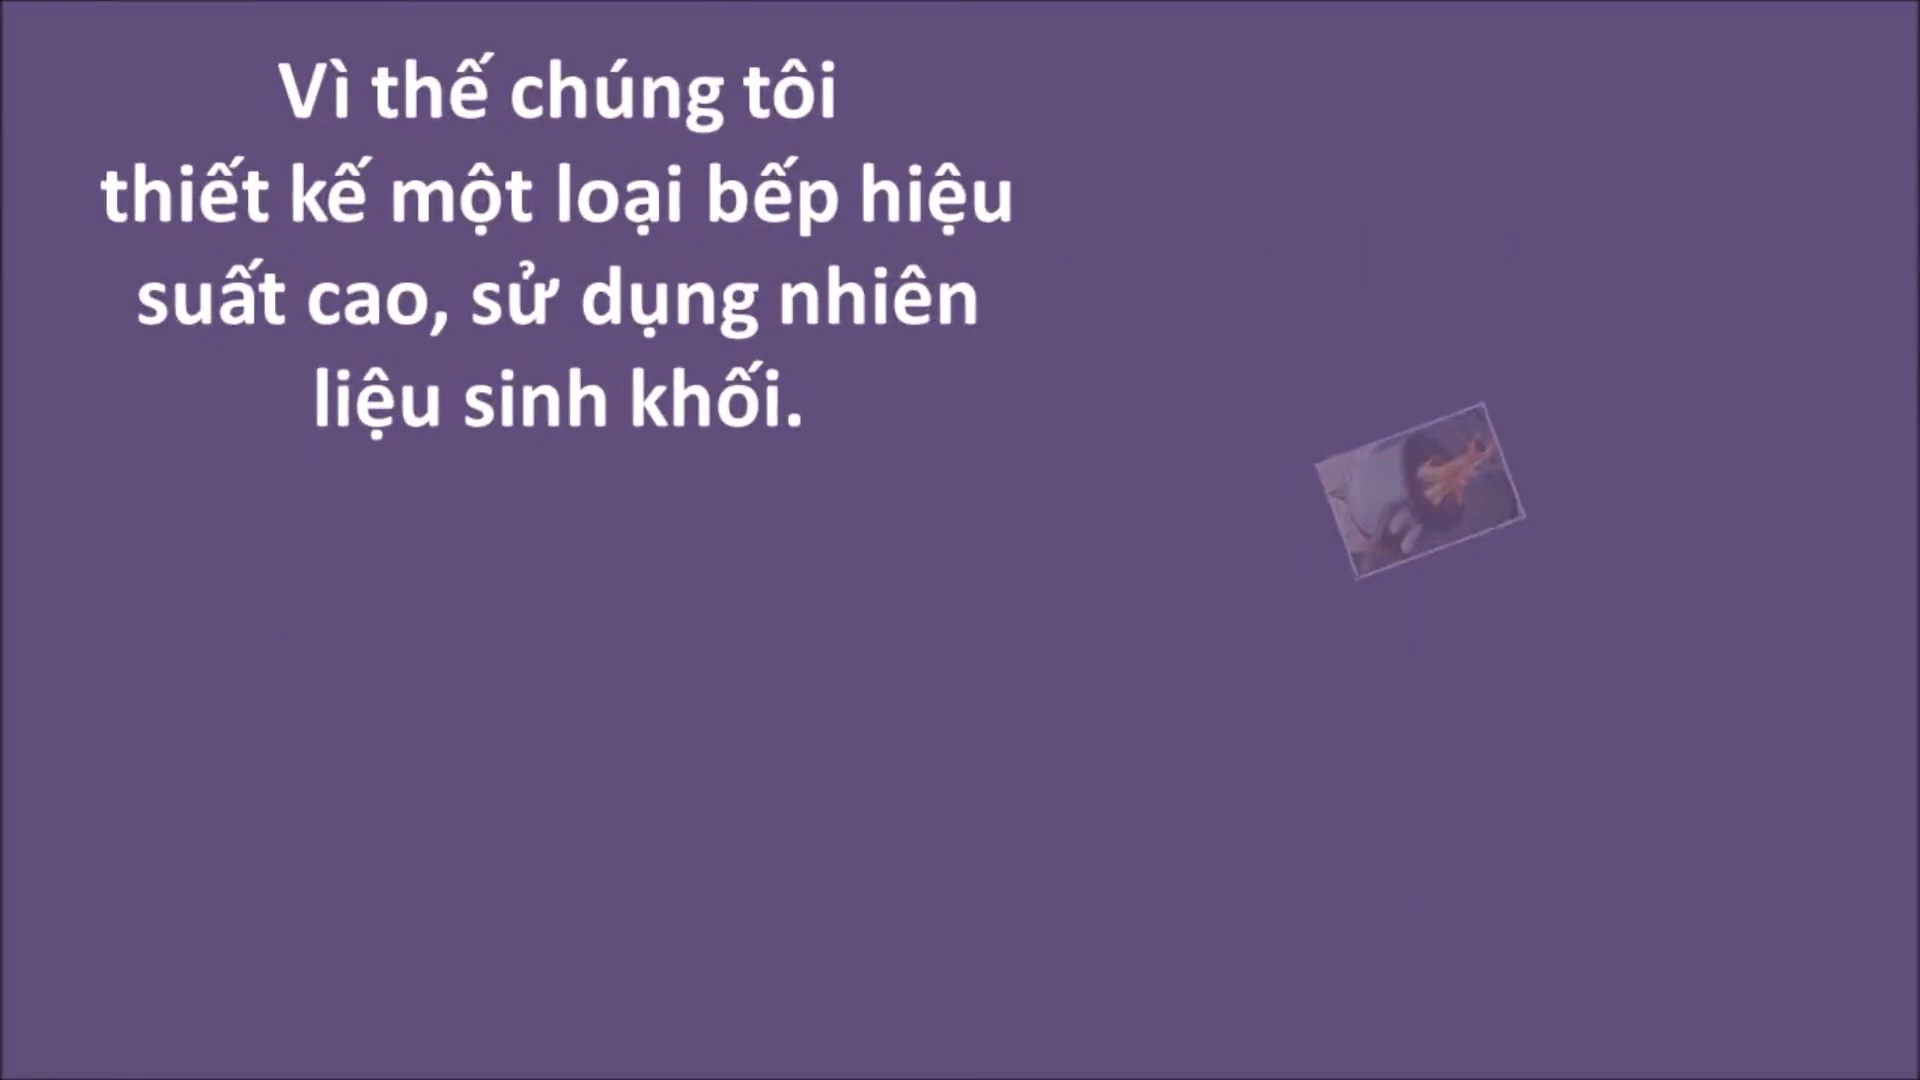 Vì thế chúng tôi
thiết kế một loại bếp hiệu
suất cao, sử dụng nhiên
liệu sinh khối.